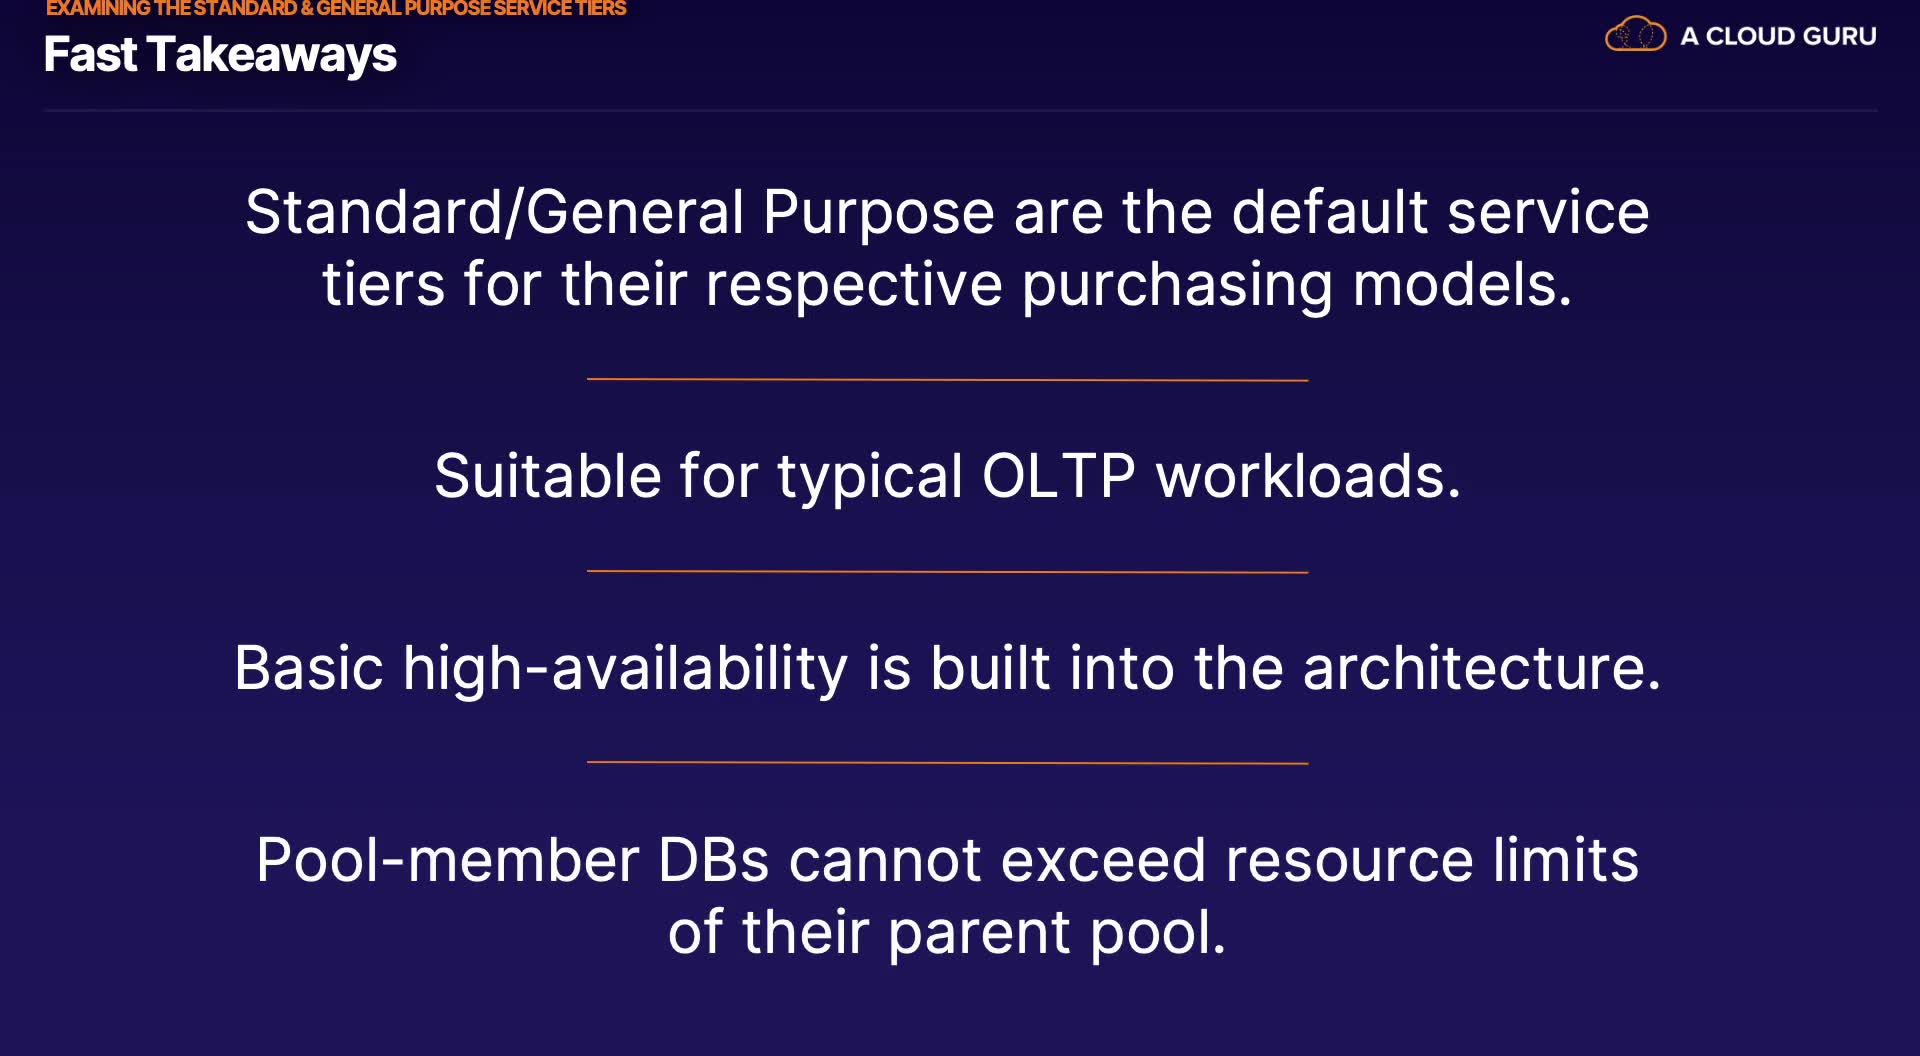 EXAMINING THE STANDARD & GENERAL PURPOSE SERVICE TIERS
Fast Takeaways
A CLOUD GURU
Standard/General Purpose are the default service
tiers for their respective purchasing models.
Suitable for typical OLTP workloads.
Basic high-availability is built into the architecture.
Pool-member DBs cannot exceed resource limits
of their parent pool.